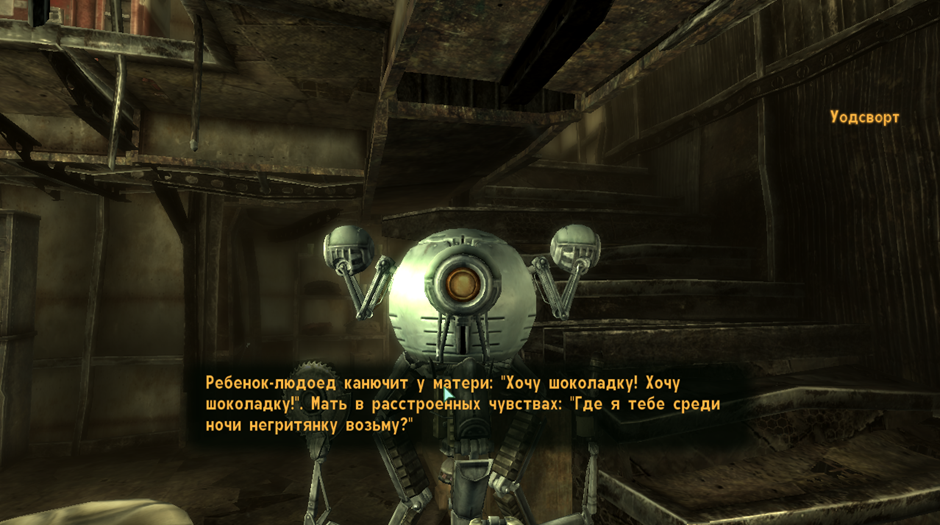 Уодсворт
Ребенок-людоед канючит у матери: "Хочу шоколадку! Хочу
шоколадку!". Мать в расстроенных чувствах: "Где я тебе среди
ночи негритянку возьму?"